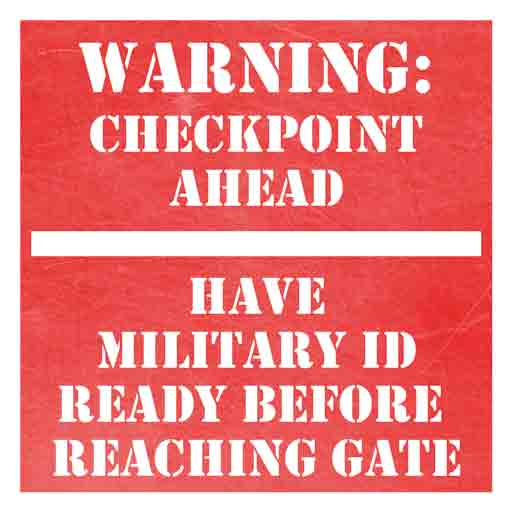 WARNING:
CHECKPOINT
AHEAD
HAVE
MILITARY ID
READY BEFORE
REACHING GATE